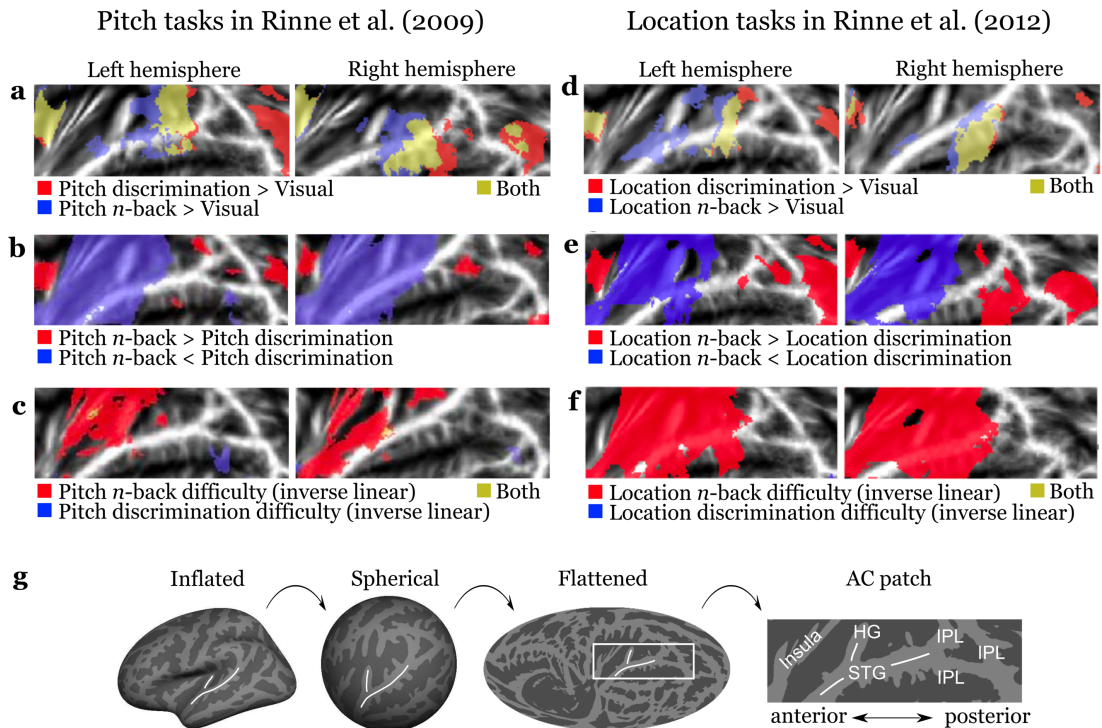 Pitch tasks in Rinne et al. (2009)
Location tasks in Rinne et al. (2012)
Left hemisphere
Right hemisphere
a
Pitch discrimination > Visual
Both
Pitch n-back > Visual
b
Pitch n-back > Pitch discrimination
Pitch n-back < Pitch discrimination
c
Pitch n-back difficulty (inverse linear)
Both
Pitch discrimination difficulty (inverse linear)
Left hemisphere
Right hemisphere
d
Location discrimination > Visual
Both
Location n-back > Visual
e
Location n-back > Location discrimination
Location n-back < Location discrimination
f
Location n-back difficulty (inverse linear)
Both
Location discrimination difficulty (inverse linear)
g
Inflated
Spherical
Flattened
AC patch
Insula
HG
STG
IPL
IPL
IPL
anterior
posterior